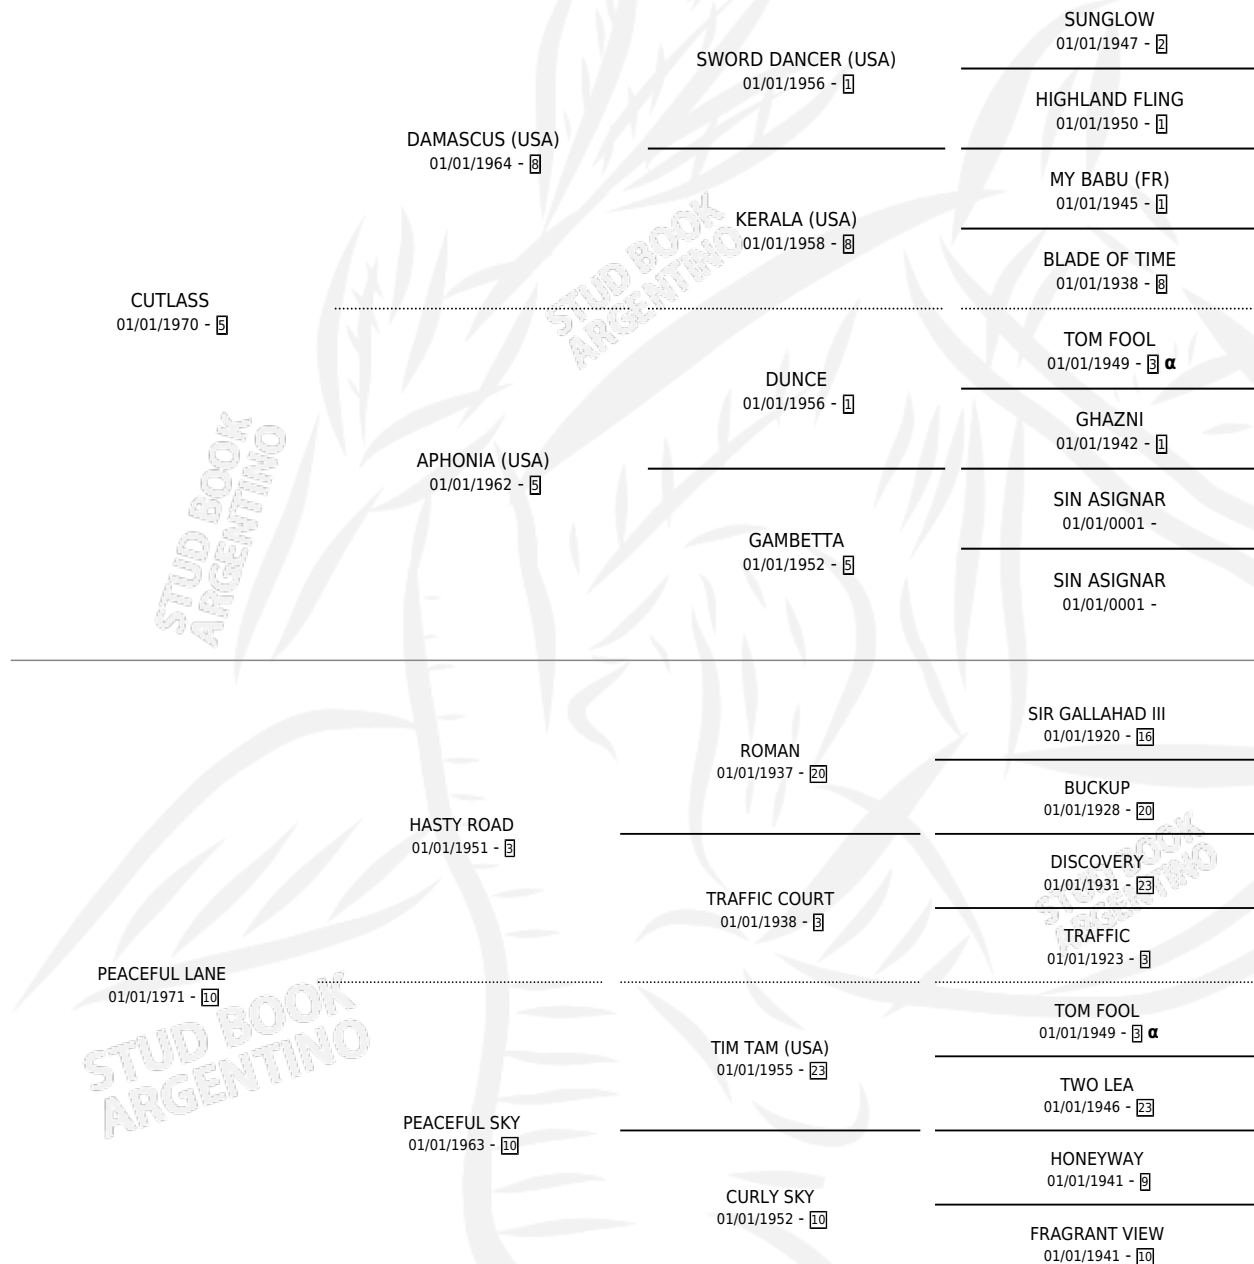 SUNGLOW
01/01/1947 - 2
SWORD DANCER (USA)
01/01/1956 - 1
HIGHLAND FLING
01/01/1950 - 1
DAMASCUS (USA)
01/01/1964 - 8
MY BABU (FR)
01/01/1945 - 1
KERALA (USA)
01/01/1958 - 8
BLADE OF TIME
01/01/1938 - 8
CUTLASS
01/01/1970 - 5
TOM FOOL
01/01/1949 - 3 α
DUNCE
01/01/1956 - 1
GHAZNI
01/01/1942 - 1
APHONIA (USA)
01/01/1962 - 5
SIN ASIGNAR
01/01/0001 -
GAMBETTA
01/01/1952 - 5
SIN ASIGNAR
01/01/0001 -
STUD BOOK
ARGENTINO
STUD BOOK
ARGENTINO
SIR GALLAHAD III
01/01/1920 - 16
ROMAN
01/01/1937 - 20
BUCKUP
01/01/1928 - 20
HASTY ROAD
01/01/1951 - 3
DISCOVERY
01/01/1931 - 23
TRAFFIC COURT
01/01/1938 - 3
TRAFFIC
01/01/1923 - 3
PEACEFUL LANE
01/01/1971 - 10
TOM FOOL
01/01/1949 - 3 α
TIM TAM (USA)
01/01/1955 - 23
TWO LEA
01/01/1946 - 23
PEACEFUL SKY
01/01/1963 - 10
HONEYWAY
01/01/1941 - 9
CURLY SKY
01/01/1952 - 10
FRAGRANT VIEW
01/01/1941 - 10
STUD BOOK
ARGENTINO
STUD BOOK
ARGENTINO